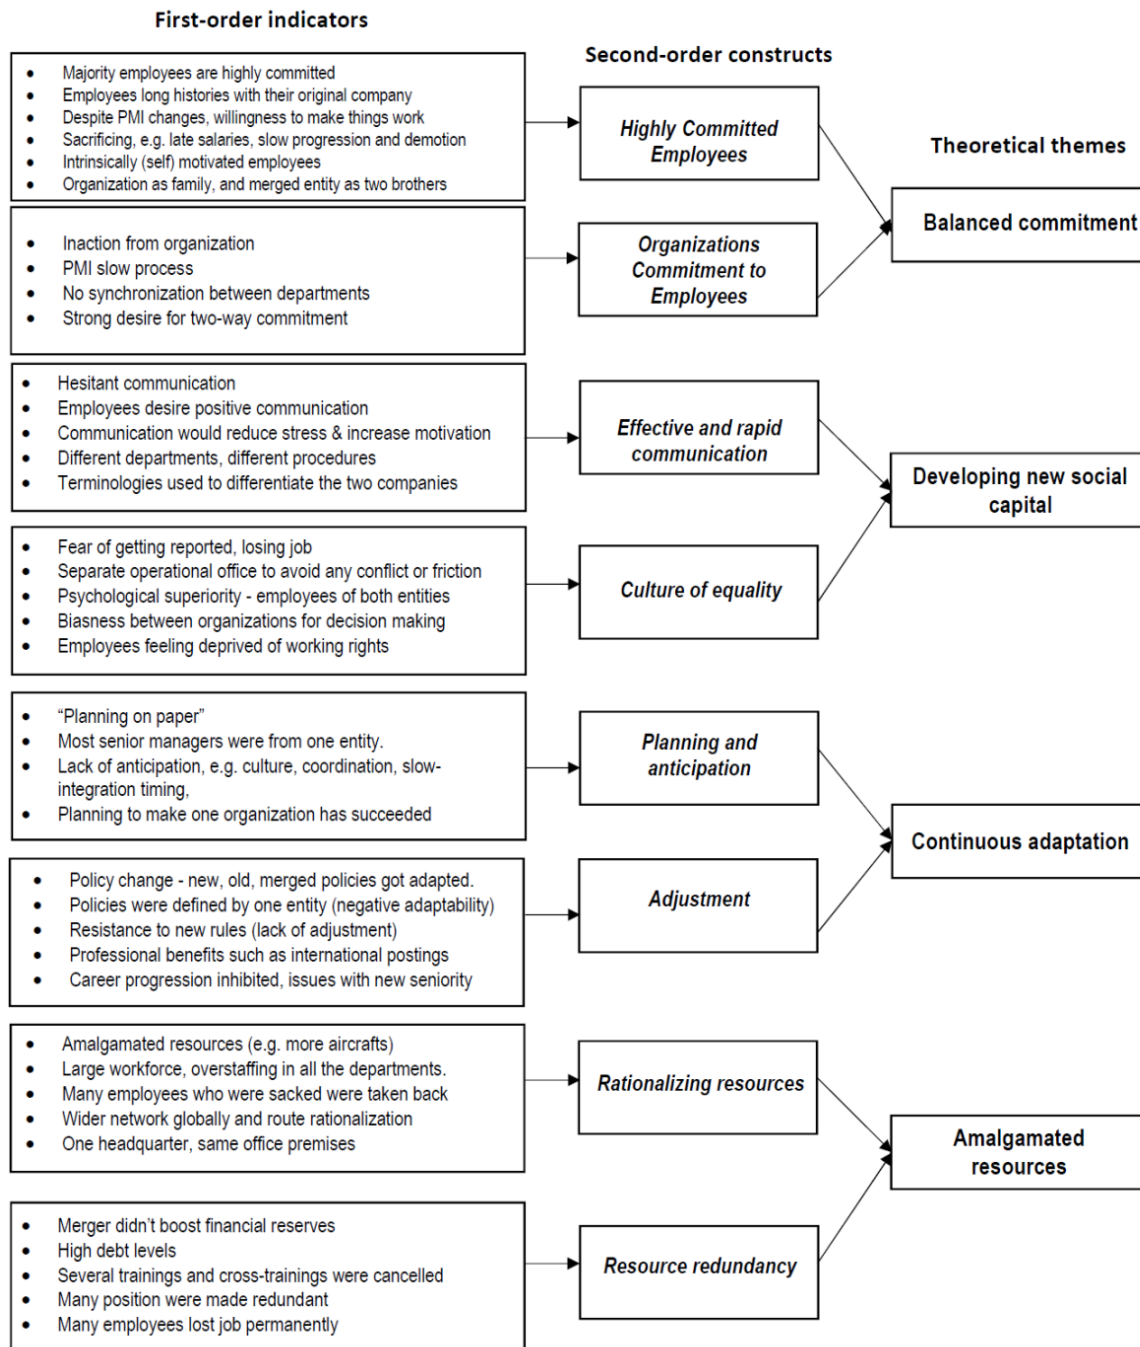 First-order indicators
Second-order constructs
Theoretical themes
• Majority employees are highly committed
• Employees long histories with their original company
• Despite PMI changes, willingness to make things work
• Sacrificing, e.g. late salaries, slow progression and demotion
• Intrinsically (self) motivated employees
• Organization as family, and merged entity as two brothers
Highly Committed
Employees
• Inaction from organization
• PMI slow process
• No synchronization between departments
• Strong desire for two-way commitment
Organizations
Commitment to
Employees
Balanced commitment
• Hesitant communication
• Employees desire positive communication
• Communication would reduce stress & increase motivation
• Different departments, different procedures
• Terminologies used to differentiate the two companies
Effective and rapid
communication
• Fear of getting reported, losing job
• Separate operational office to avoid any conflict or friction
• Psychological superiority - employees of both entities
• Biasness between organizations for decision making
• Employees feeling deprived of working rights
Culture of equality
Developing new social
capital
• “Planning on paper”
• Most senior managers were from one entity.
• Lack of anticipation, e.g. culture, coordination, slow-
integration timing,
• Planning to make one organization has succeeded
Planning and
anticipation
• Policy change - new, old, merged policies got adapted.
• Policies were defined by one entity (negative adaptability)
• Resistance to new rules (lack of adjustment)
• Professional benefits such as international postings
• Career progression inhibited, issues with new seniority
Adjustment
Continuous adaptation
• Amalgamated resources (e.g. more aircrafts)
• Large workforce, overstaffing in all the departments.
• Many employees who were sacked were taken back
• Wider network globally and route rationalization
• One headquarter, same office premises
Rationalizing resources
• Merger didn’t boost financial reserves
• High debt levels
• Several trainings and cross-trainings were cancelled
• Many position were made redundant
• Many employees lost job permanently
Resource redundancy
Amalgamated
resources